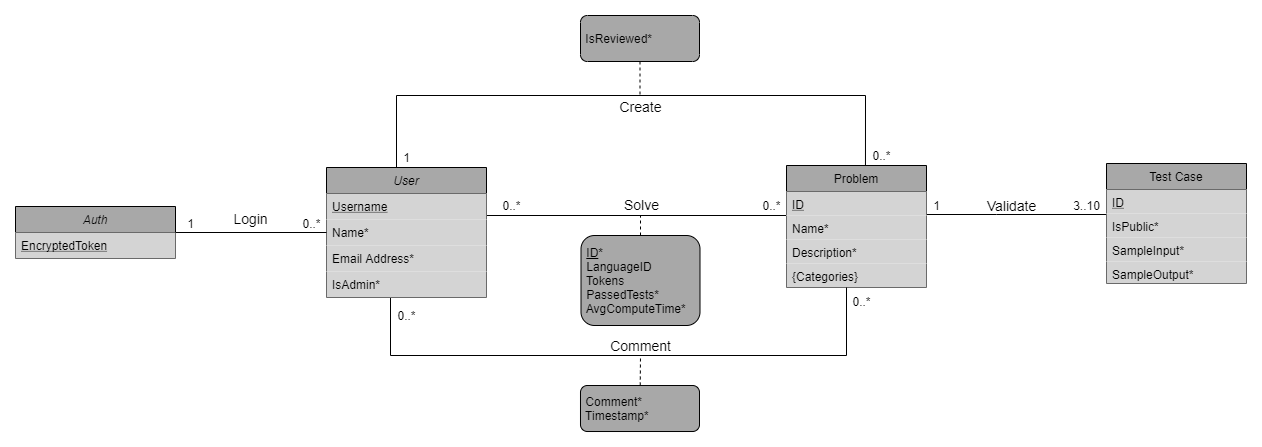 IsReviewed*
Create
1
0..*
User
Username
Name*
Email Address*
IsAdmin*
Problem
ID
Name*
Description*
{Categories}
Test Case
ID
IsPublic*
SampleInput*
SampleOutput*
Auth
EncryptedToken
1
Login
0..*
0..*
Solve
0..*
1
Validate
3..10
ID*
LanguageID
Tokens
PassedTests*
AvgComputeTime*
0..*
0..*
Comment
Comment*
Timestamp*